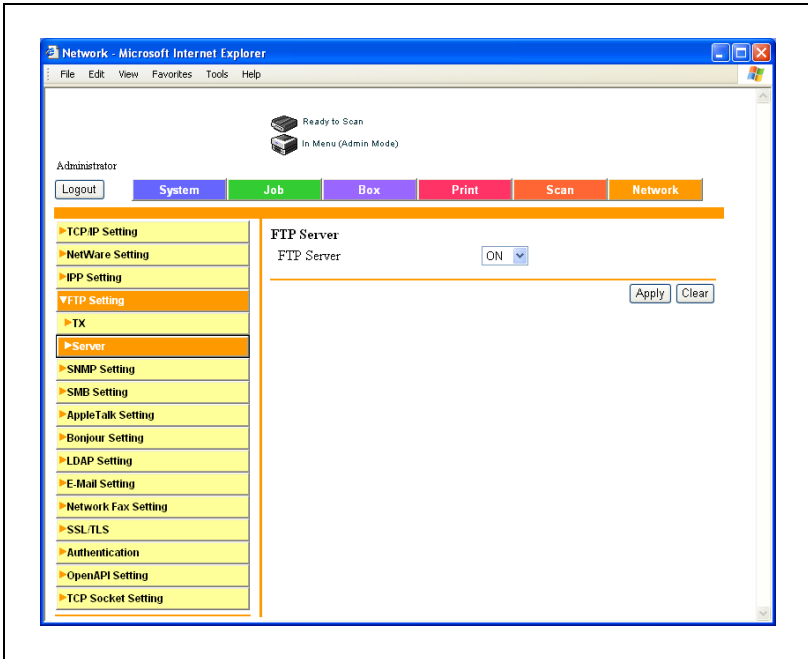 Network - Microsoft Internet Explorer
File Edit View Favorites Tools Help
Ready to Scan
In Menu (Admin Mode)
Administrator
Logout System Job Box Print Scan Network
TCP/IP Setting
NetWare Setting
IPP Setting
FTP Setting
TX
Server
SNMP Setting
SMB Setting
AppleTalk Setting
Bonjour Setting
LDAP Setting
E-Mail Setting
Network Fax Setting
SSL/TLS
Authentication
OpenAPI Setting
TCP Socket Setting
FTP Server
FTP Server ON
Apply Clear